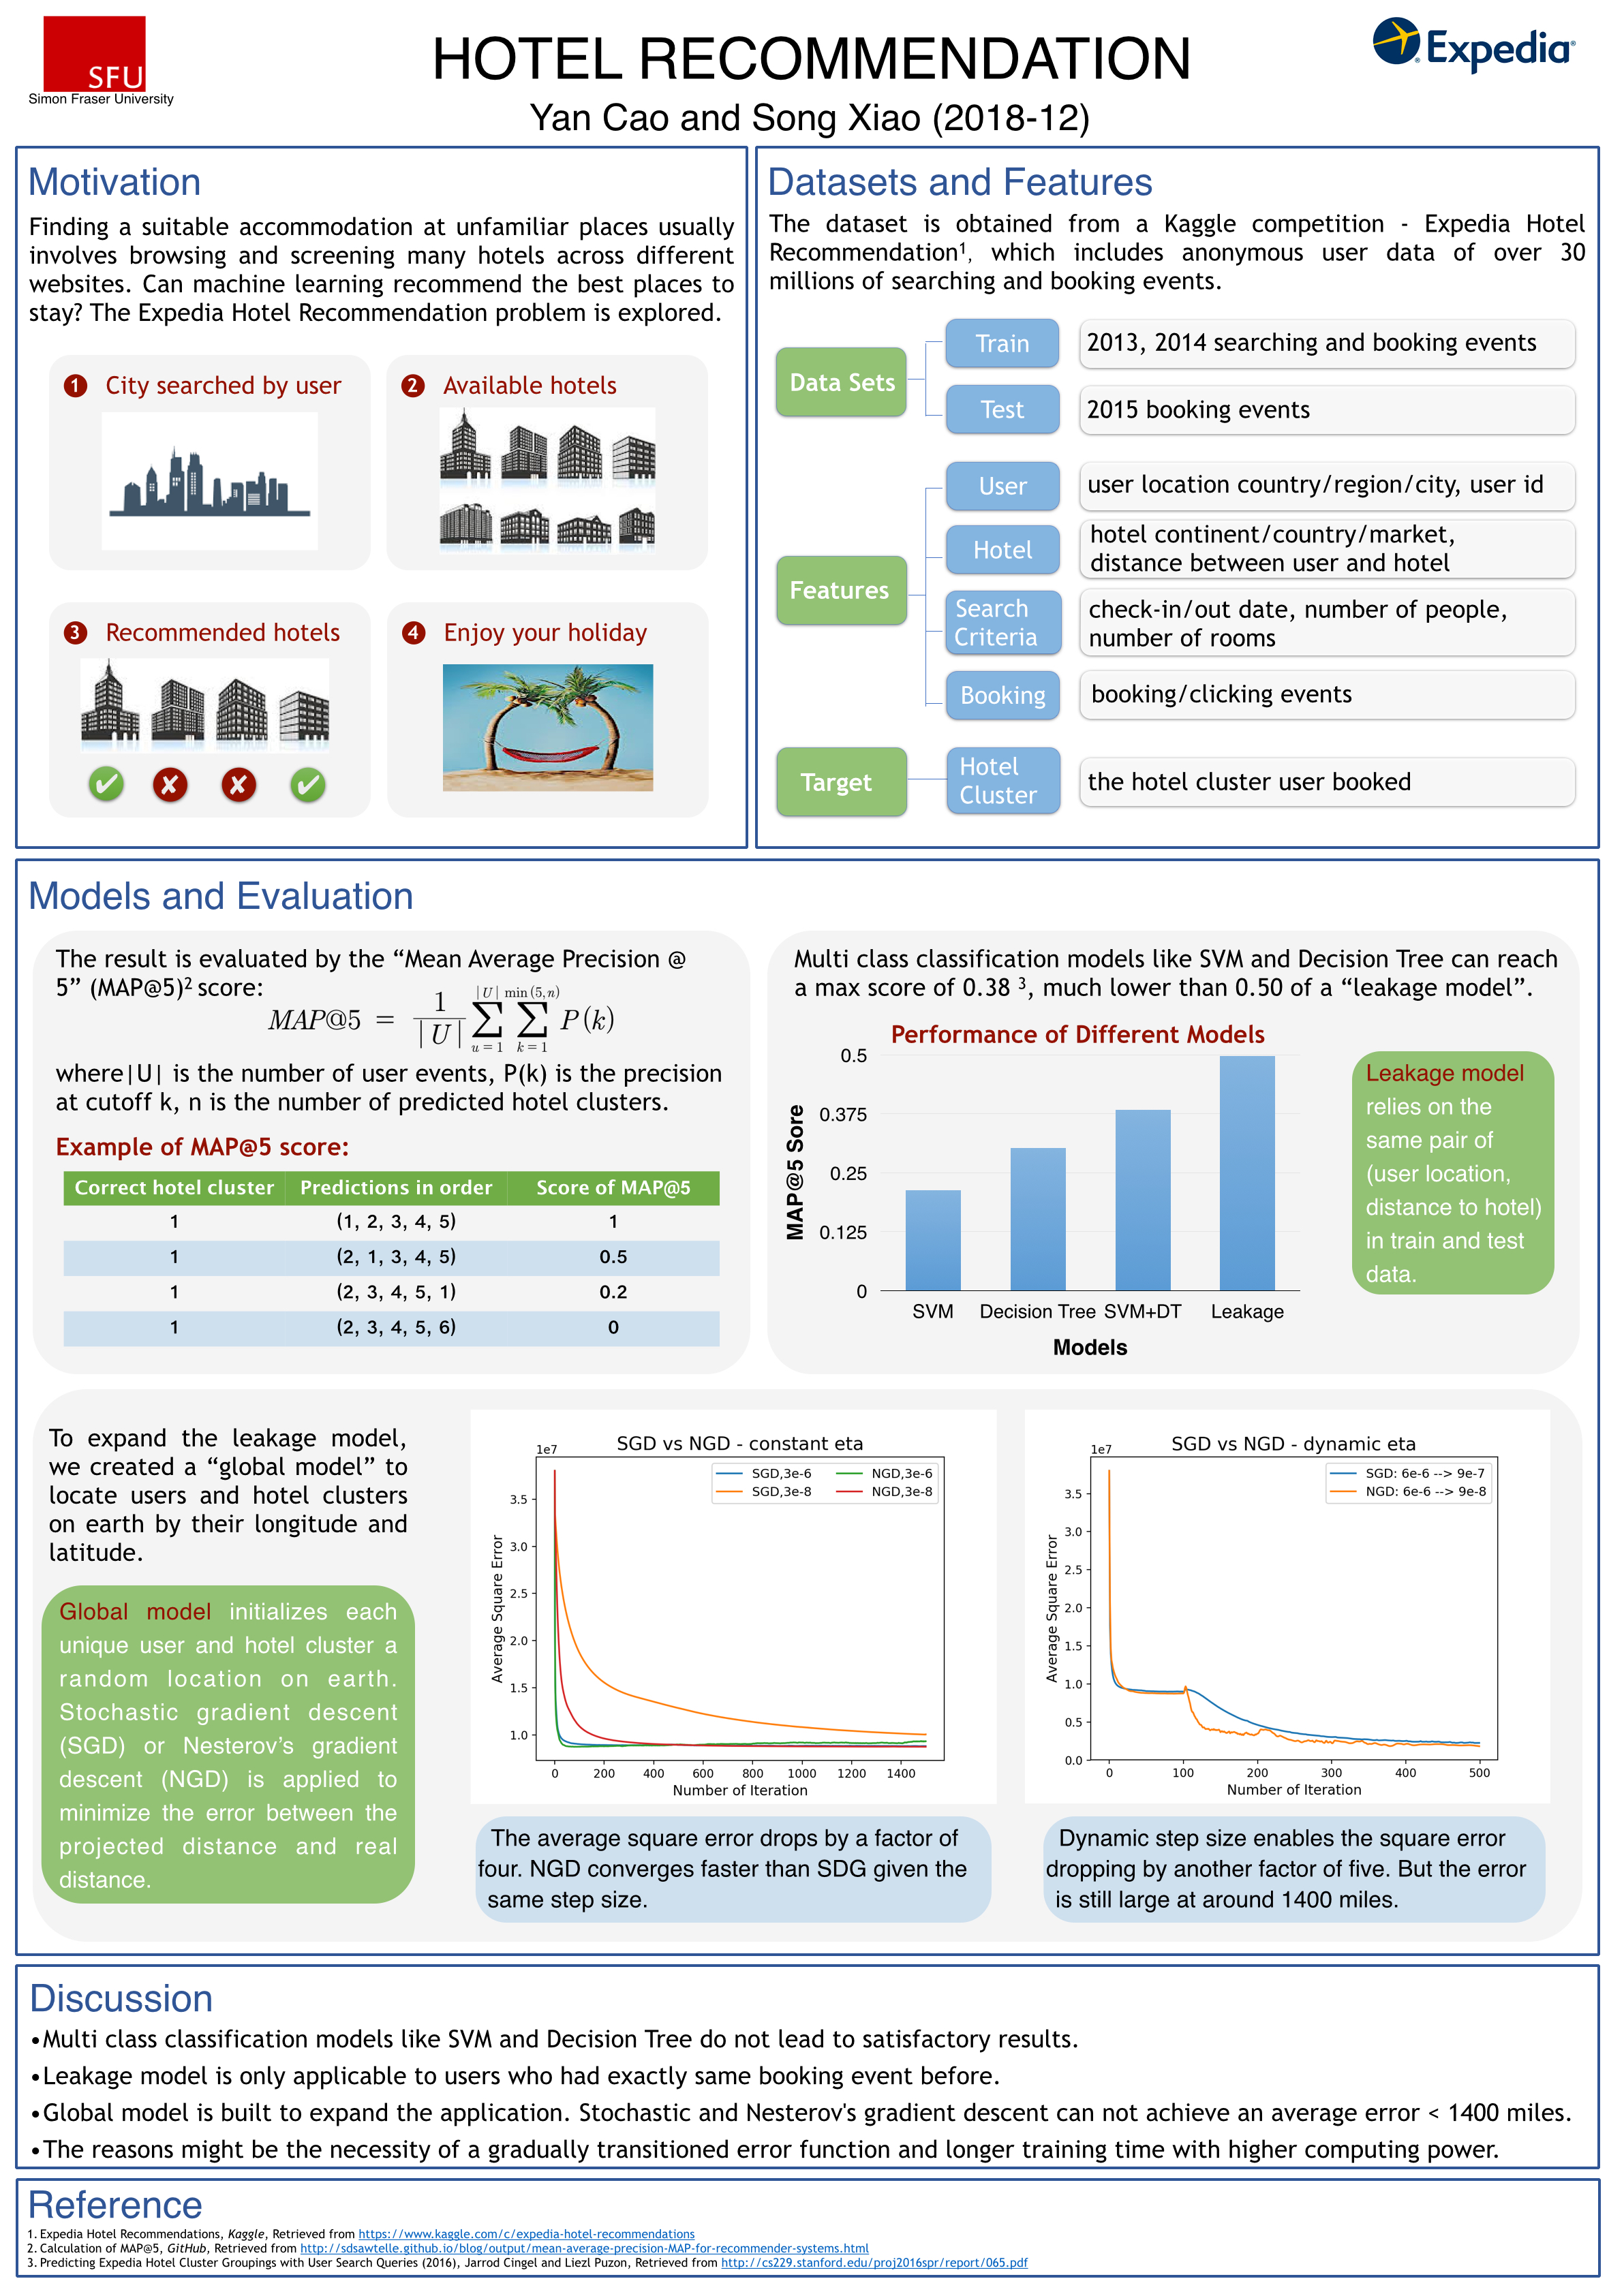 SFU
Simon Fraser University
HOTEL RECOMMENDATION
Yan Cao and Song Xiao (2018-12)
Expedia®
Motivation
Finding a suitable accommodation at unfamiliar places usually
involves browsing and screening many hotels across different
websites. Can machine learning recommend the best places to
stay? The Expedia Hotel Recommendation problem is explored.
1 City searched by user
2 Available hotels
3 Recommended hotels
4 Enjoy your holiday
Datasets and Features
The dataset is obtained from a Kaggle competition - Expedia Hotel
Recommendation¹, which includes anonymous user data of over 30
millions of searching and booking events.
Data Sets
Train
2013, 2014 searching and booking events
Test
2015 booking events
Features
User
user location country/region/city, user id
Hotel
hotel continent/country/market,
distance between user and hotel
Search
Criteria
check-in/out date, number of people,
number of rooms
Booking
booking/clicking events
Target
Hotel
Cluster
the hotel cluster user booked
Models and Evaluation
The result is evaluated by the “Mean Average Precision @
5” (MAP@5)² score:
MAP@5 = 1/|U| ∑_{u=1}^{|U|} ∑_{k=1}^{min(5,n)} P(k)
where|U| is the number of user events, P(k) is the precision
at cutoff k, n is the number of predicted hotel clusters.
Example of MAP@5 score:
Correct hotel cluster Predictions in order Score of MAP@5
1 (1, 2, 3, 4, 5) 1
1 (2, 1, 3, 4, 5) 0.5
1 (2, 3, 4, 5, 1) 0.2
1 (2, 3, 4, 5, 6) 0
Multi class classification models like SVM and Decision Tree can reach
a max score of 0.38 ³, much lower than 0.50 of a “leakage model”.
Performance of Different Models
MAP@5 Sore
0.5
0.375
0.25
0.125
0
SVM Decision Tree SVM+DT Leakage
Models
Leakage model
relies on the
same pair of
(user location,
distance to hotel)
in train and test
data.
To expand the leakage model,
we created a “global model” to
locate users and hotel clusters
on earth by their longitude and
latitude.
Global model initializes each
unique user and hotel cluster a
random location on earth.
Stochastic gradient descent
(SGD) or Nesterov’s gradient
descent (NGD) is applied to
minimize the error between the
projected distance and real
distance.
SGD vs NGD - constant eta
1e7
SGD,3e-6 NGD,3e-6
SGD,3e-8 NGD,3e-8
Average Square Error
3.5
3.0
2.5
2.0
1.5
1.0
0 200 400 600 800 1000 1200 1400
Number of Iteration
The average square error drops by a factor of
four. NGD converges faster than SDG given the
same step size.
SGD vs NGD - dynamic eta
1e7
SGD: 6e-6 --> 9e-7
NGD: 6e-6 --> 9e-8
Average Square Error
3.5
3.0
2.5
2.0
1.5
1.0
0.5
0.0
0 100 200 300 400 500
Number of Iteration
Dynamic step size enables the square error
dropping by another factor of five. But the error
is still large at around 1400 miles.
Discussion
•Multi class classification models like SVM and Decision Tree do not lead to satisfactory results.
•Leakage model is only applicable to users who had exactly same booking event before.
•Global model is built to expand the application. Stochastic and Nesterov's gradient descent can not achieve an average error < 1400 miles.
•The reasons might be the necessity of a gradually transitioned error function and longer training time with higher computing power.
Reference
1. Expedia Hotel Recommendations, Kaggle, Retrieved from https://www.kaggle.com/c/expedia-hotel-recommendations
2. Calculation of MAP@5, GitHub, Retrieved from http://sdsawtelle.github.io/blog/output/mean-average-precision-MAP-for-recommender-systems.html
3. Predicting Expedia Hotel Cluster Groupings with User Search Queries (2016), Jarrod Cingel and Liezl Puzon, Retrieved from http://cs229.stanford.edu/proj2016spr/report/065.pdf